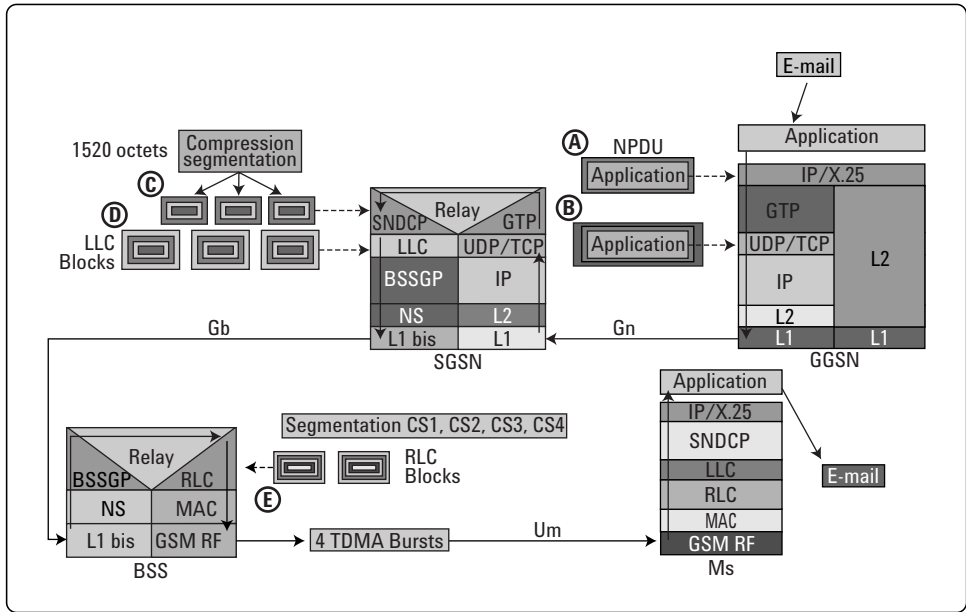 E-mail
Application
1520 octets
Compression
segmentation
A
NPDU
Application
IP/X.25
C
GTP
D
SNDCP
Relay
GTP
B
Application
UDP/TCP
L2
LLC
Blocks
LLC
UDP/TCP
BSSGP
IP
IP
NS
L2
L2
Gb
L1 bis
L1
Gn
L1
L1
SGSN
GGSN
Application
Segmentation CS1, CS2, CS3, CS4
IP/X.25
SNDCP
Relay
BSSGP
RLC
RLC
Blocks
E
LLC
E-mail
RLC
NS
MAC
MAC
L1 bis
GSM RF
4 TDMA Bursts
Um
GSM RF
BSS
Ms